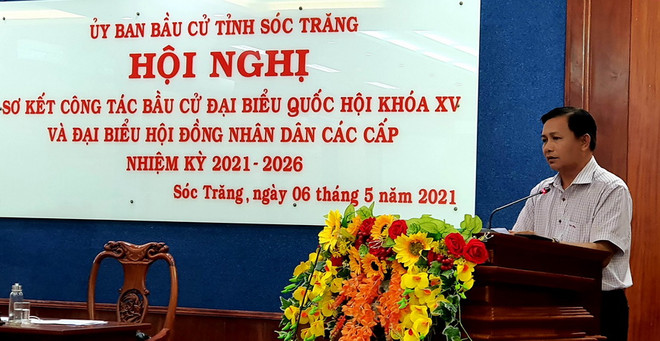 ỦY BAN BẦU CỬ TỈNH SÓC TRĂNG
HỘI NGHỊ
-SƠ KẾT CÔNG TÁC BẦU CỬ ĐẠI BIỂU QUỐC HỘI KHÓA XV
VÀ ĐẠI BIỂU HỘI ĐỒNG NHÂN DÂN CÁC CẤP
NHIỆM KỲ 2021-2026
Sóc Trăng, ngày 06 tháng 5 năm 2021